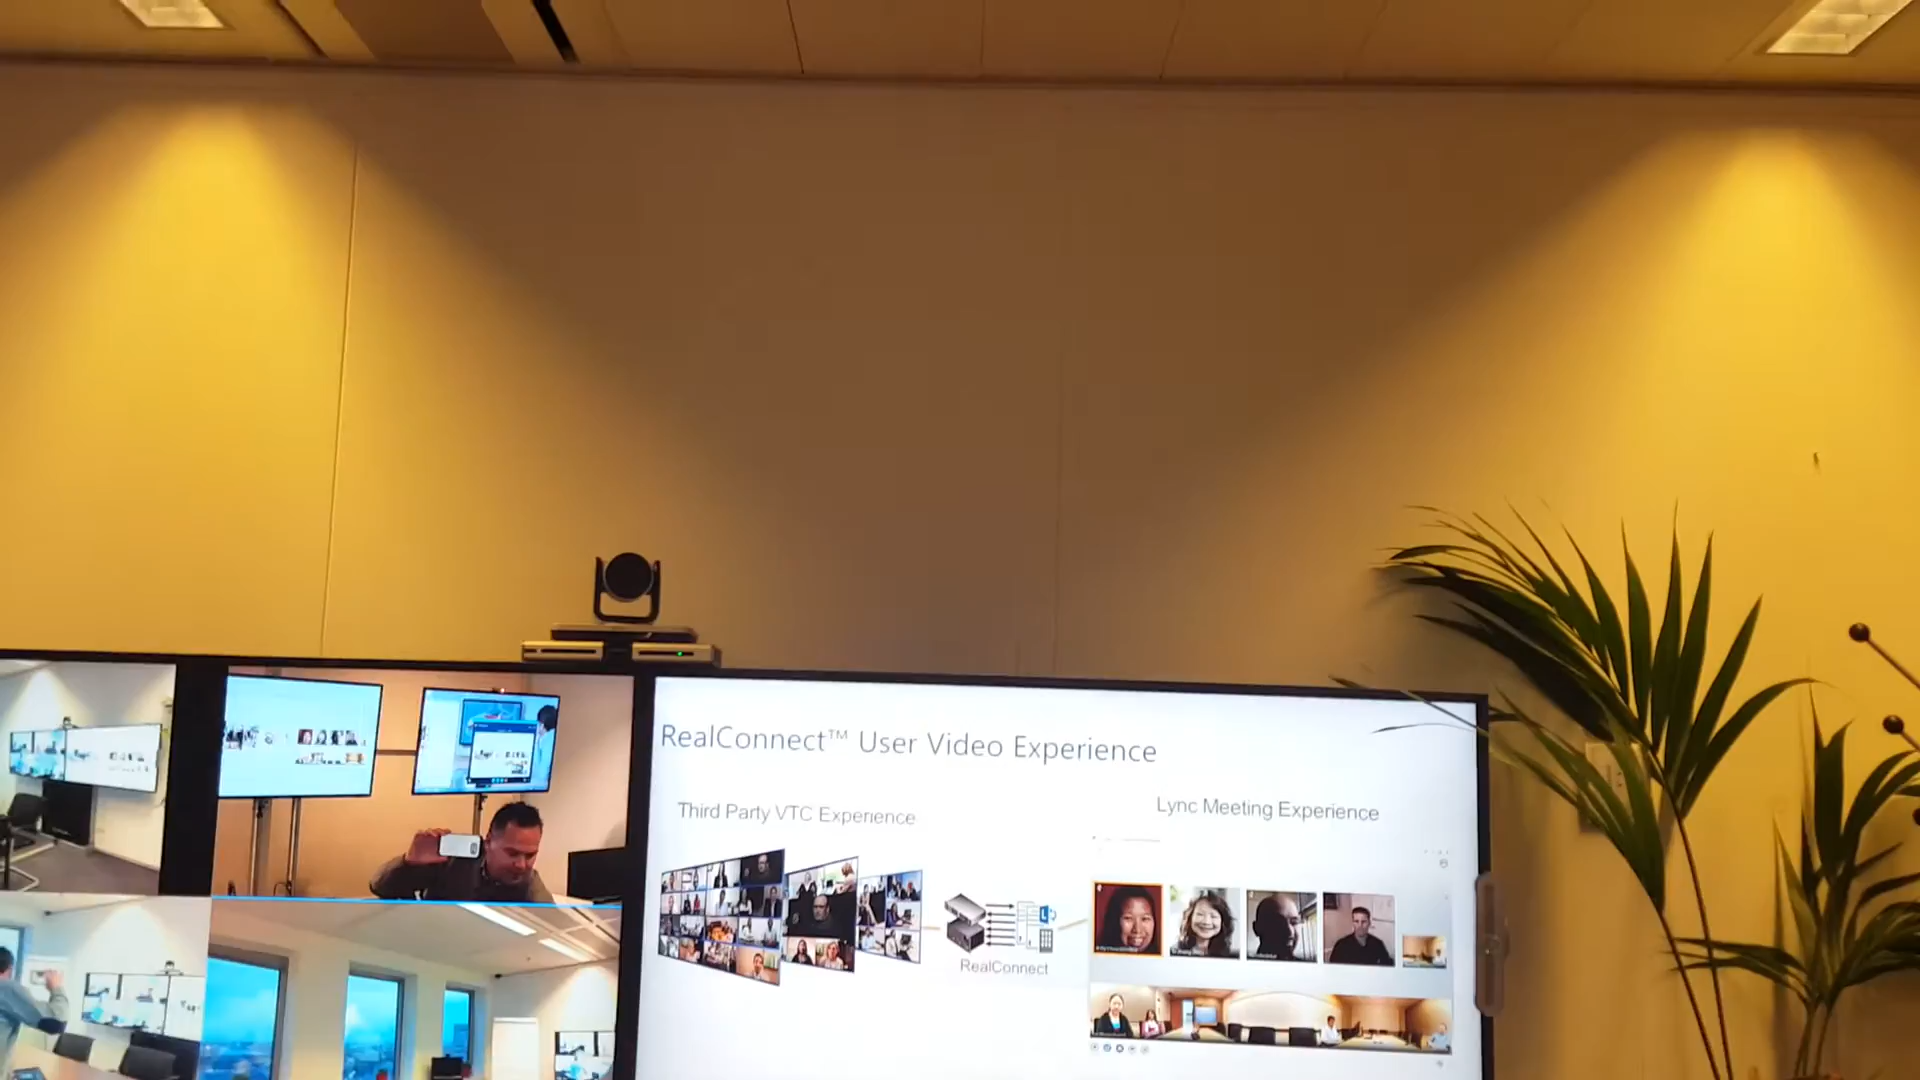 RealConnect™ User Video Experience
Third Party VTC Experience
Lync Meeting Experience
RealConnect